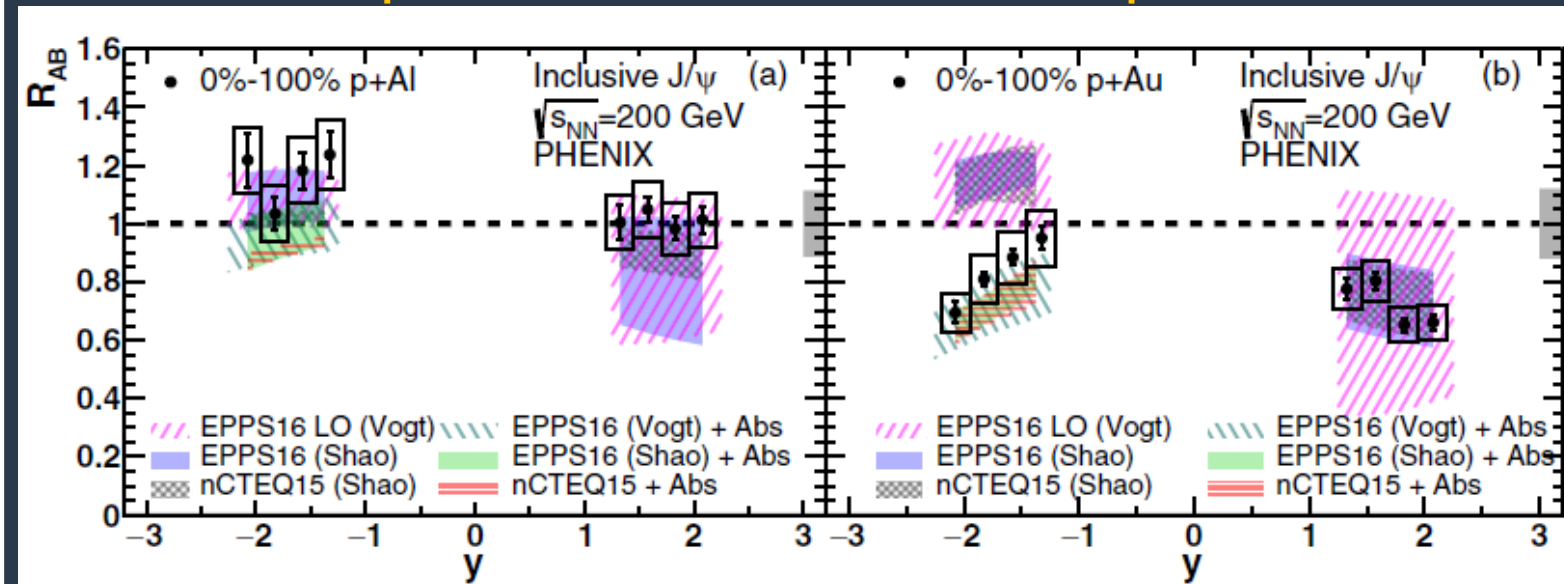 R_AB
1.6
1.4
1.2
1
0.8
0.6
0.4
0.2
0
0%-100% p+Al
Inclusive J/ψ (a)
√s_NN=200 GeV
PHENIX
EPPS16 LO (Vogt)
EPPS16 (Vogt) + Abs
EPPS16 (Shao)
EPPS16 (Shao) + Abs
nCTEQ15 (Shao)
nCTEQ15 + Abs
−3 −2 −1 0 1 2 3
y
0%-100% p+Au
Inclusive J/ψ (b)
√s_NN=200 GeV
PHENIX
EPPS16 LO (Vogt)
EPPS16 (Vogt) + Abs
EPPS16 (Shao)
EPPS16 (Shao) + Abs
nCTEQ15 (Shao)
nCTEQ15 + Abs
−3 −2 −1 0 1 2 3
y